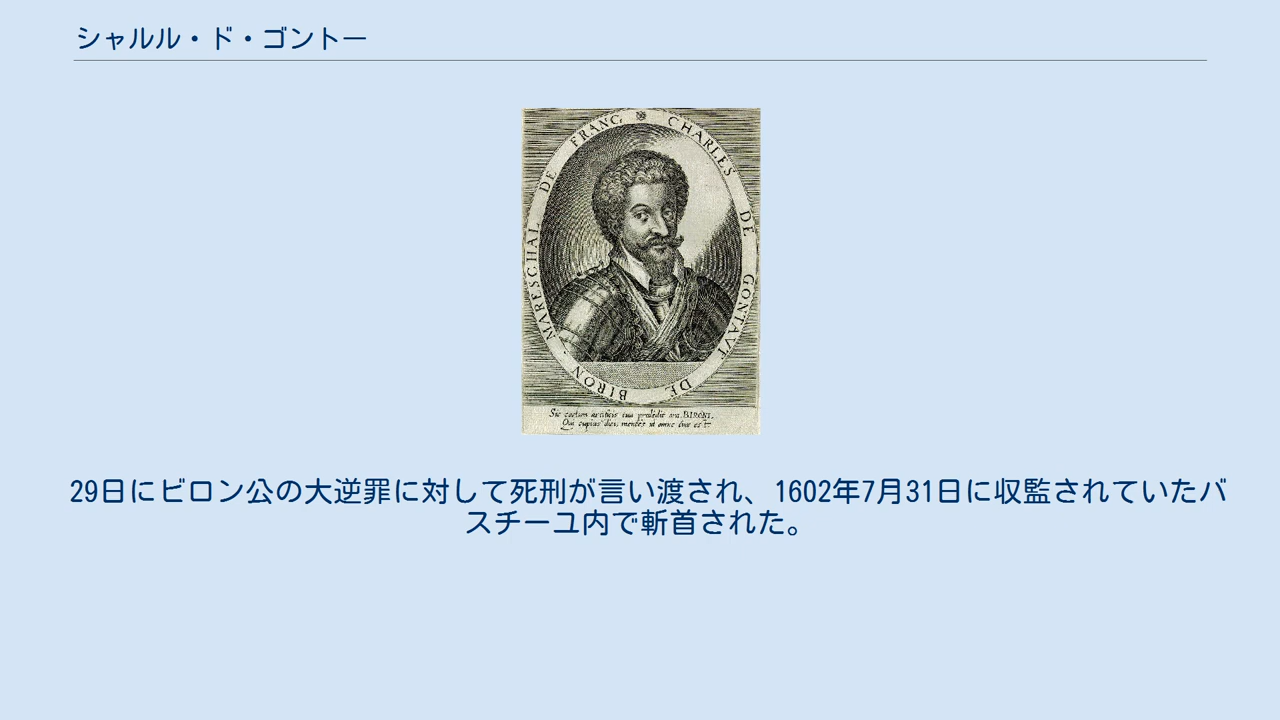 シャルル・ド・ゴントー
CHARLES DE GONTAVT DE BIRON · MARESCHAL DE FRANC
29日にビロン公の大逆罪に対して死刑が言い渡され、1602年7月31日に収監されていたバ
スチーユ内で斬首された。